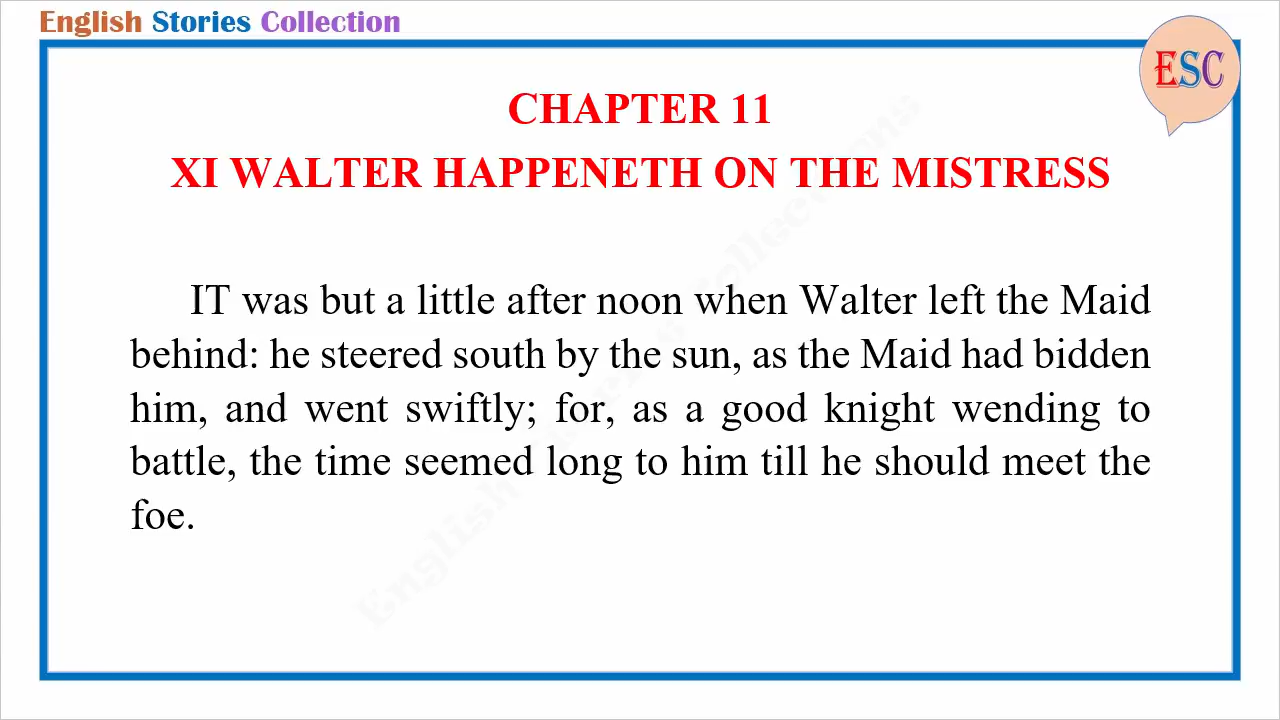 English Stories Collection
ESC
CHAPTER 11
XI WALTER HAPPENETH ON THE MISTRESS
IT was but a little after noon when Walter left the Maid
behind: he steered south by the sun, as the Maid had bidden
him, and went swiftly; for, as a good knight wending to
battle, the time seemed long to him till he should meet the
foe.